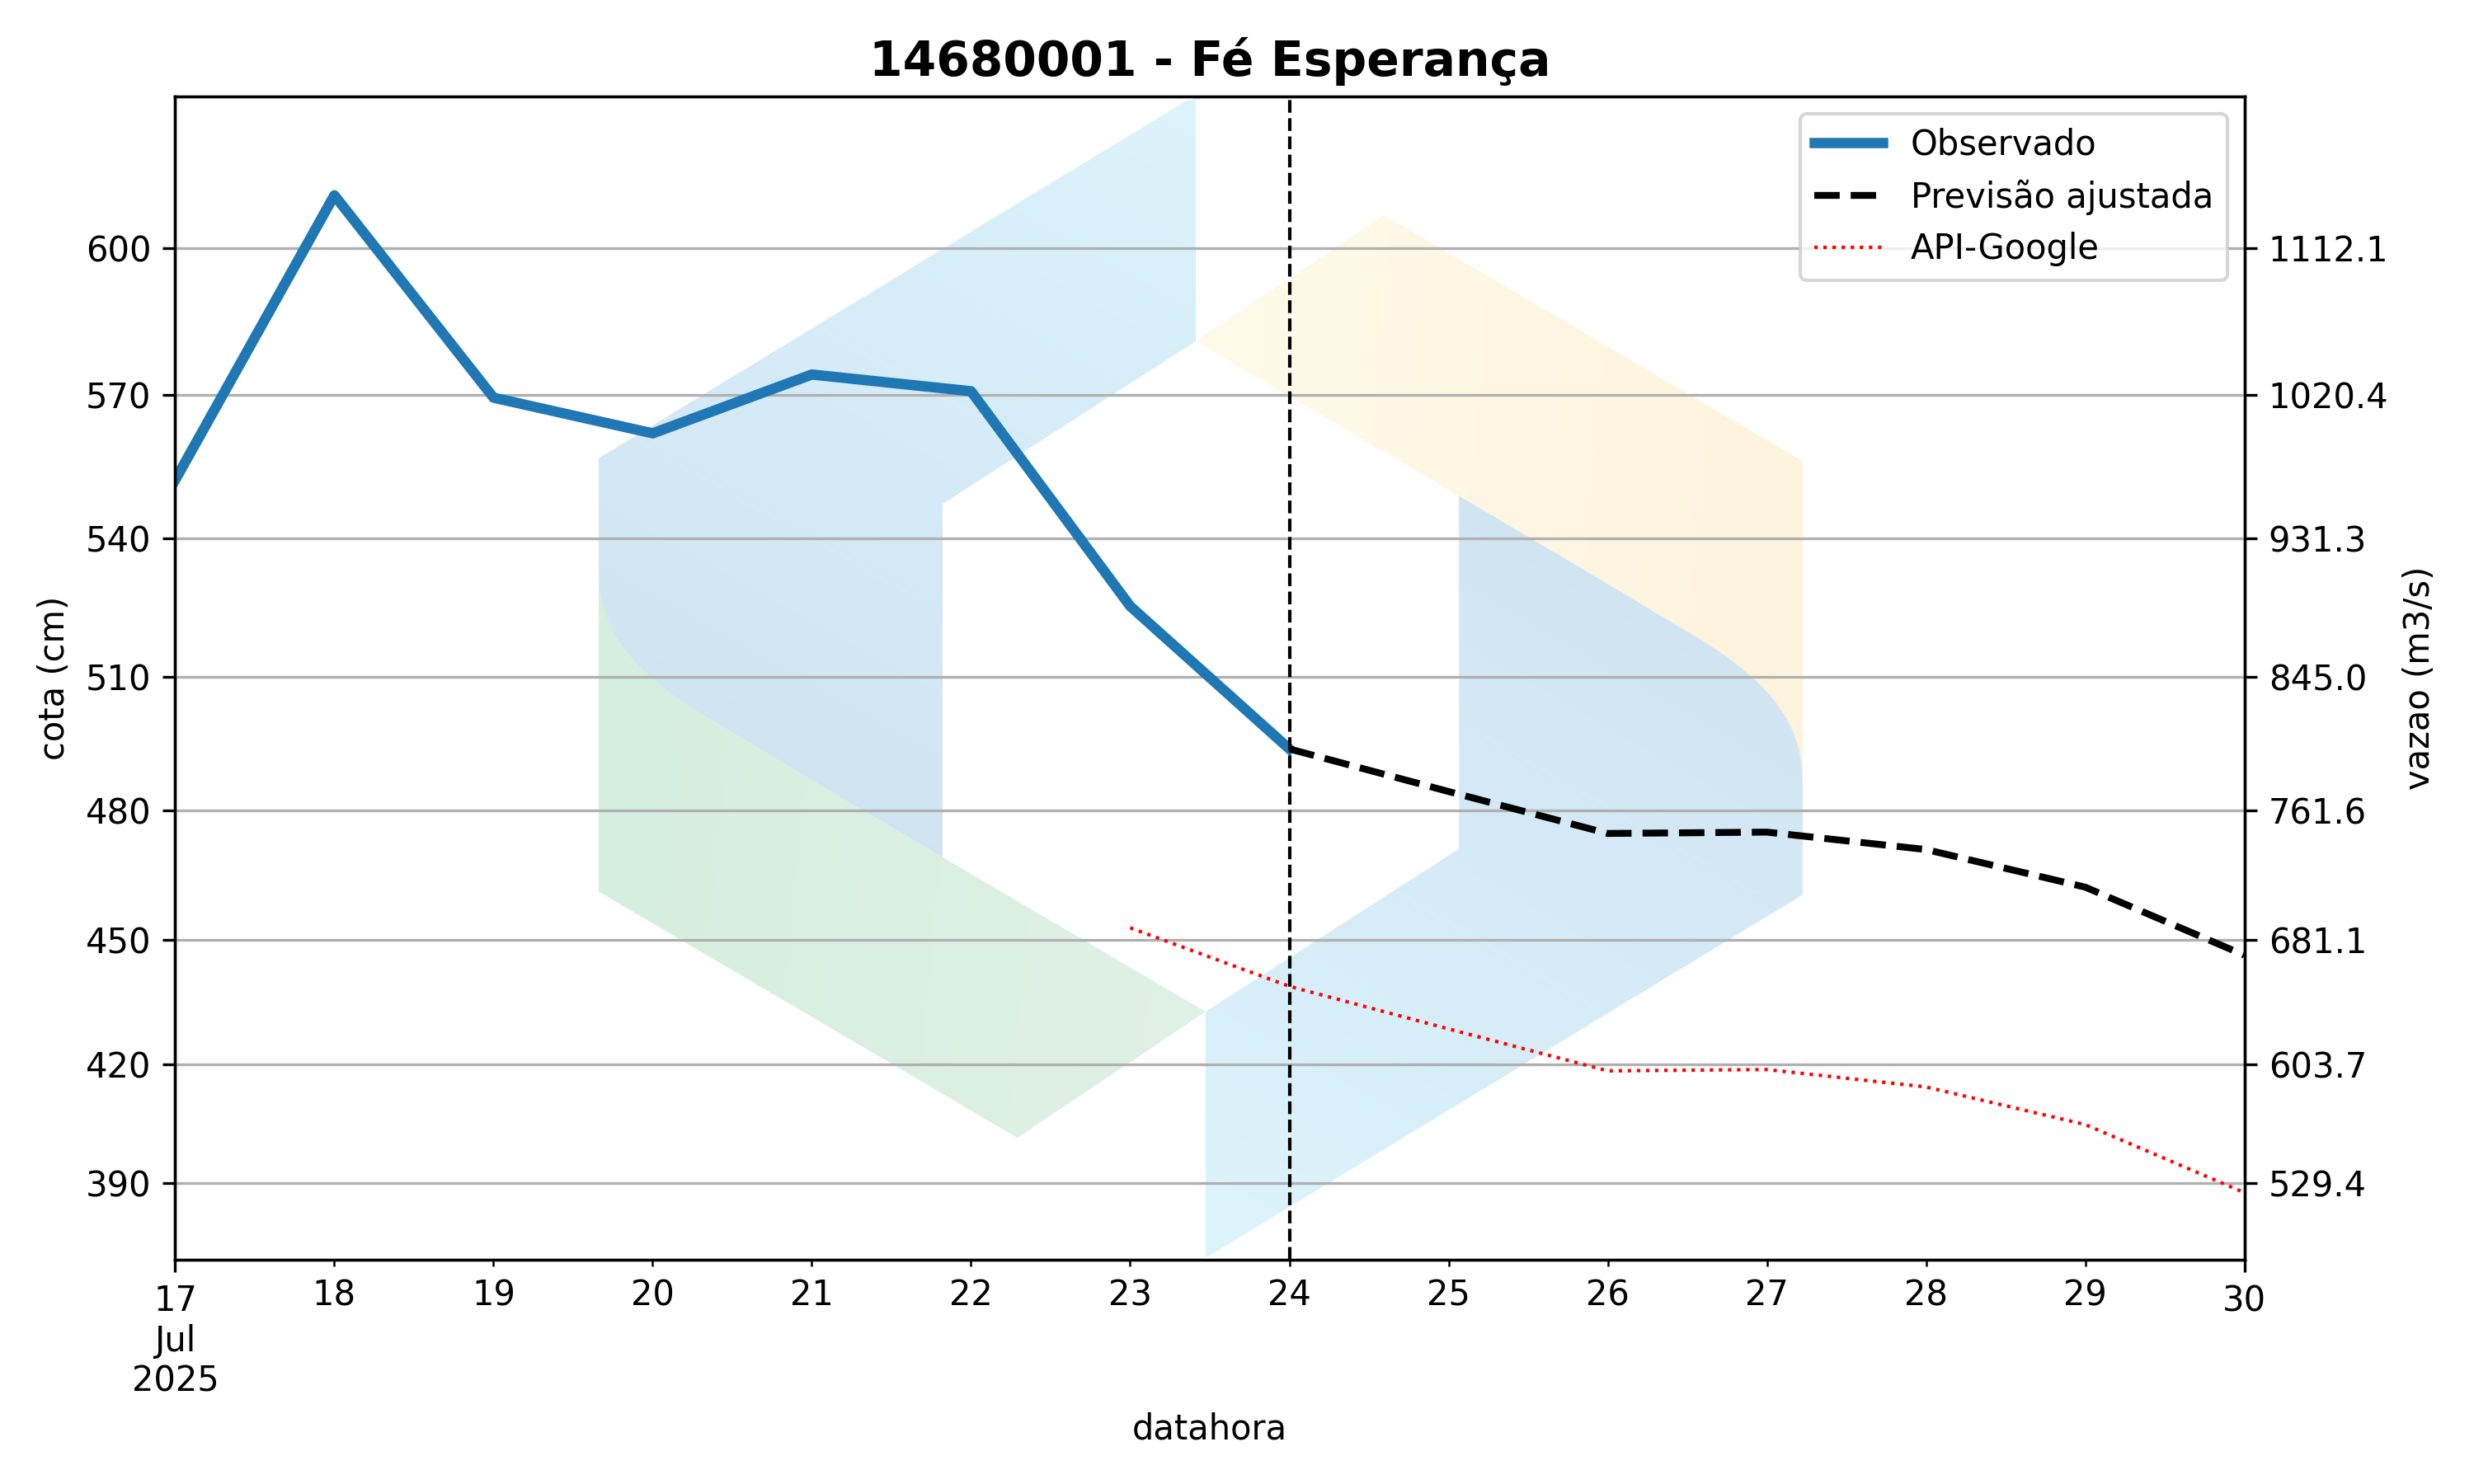 14680001 - Fé Esperança
Observado
Previsão ajustada
API-Google
cota (cm)
600
570
540
510
480
450
420
390
1112.1
1020.4
931.3
845.0
761.6
681.1
603.7
529.4
vazao (m3/s)
17 18 19 20 21 22 23 24 25 26 27 28 29 30
Jul
2025
datahora